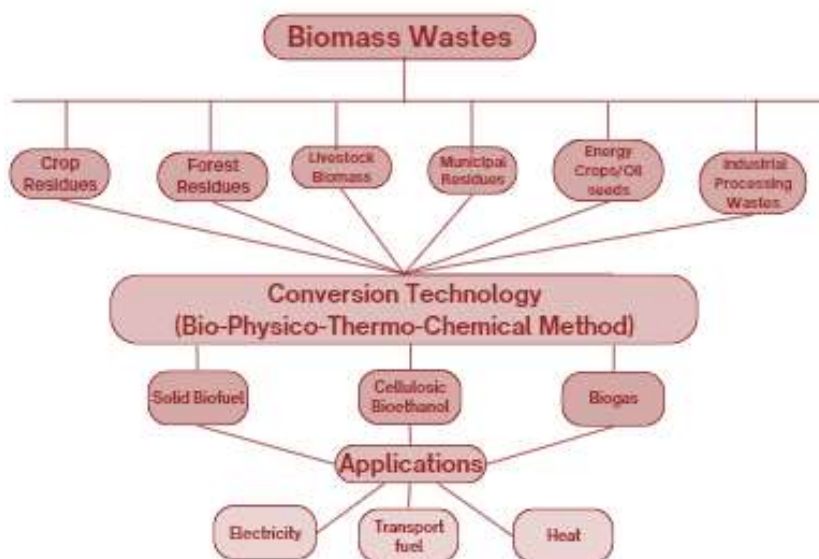 Biomass Wastes
Crop
Residues
Forest
Residues
Livestock
Biomass
Municipal
Residues
Energy
Crops/Oil
seeds
Industrial
Processing
Wastes
Conversion Technology
(Bio-Physico-Thermo-Chemical Method)
Solid Biofuel
Cellulosic
Bioethanol
Biogas
Applications
Electricity
Transport
fuel
Heat